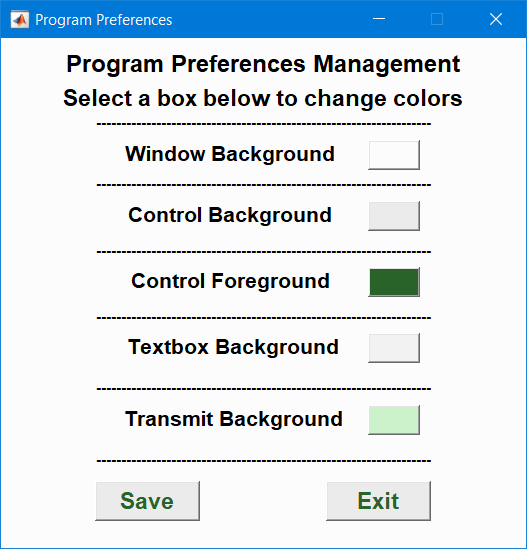 Program Preferences
Program Preferences Management
Select a box below to change colors
Window Background
Control Background
Control Foreground
Textbox Background
Transmit Background
Save Exit